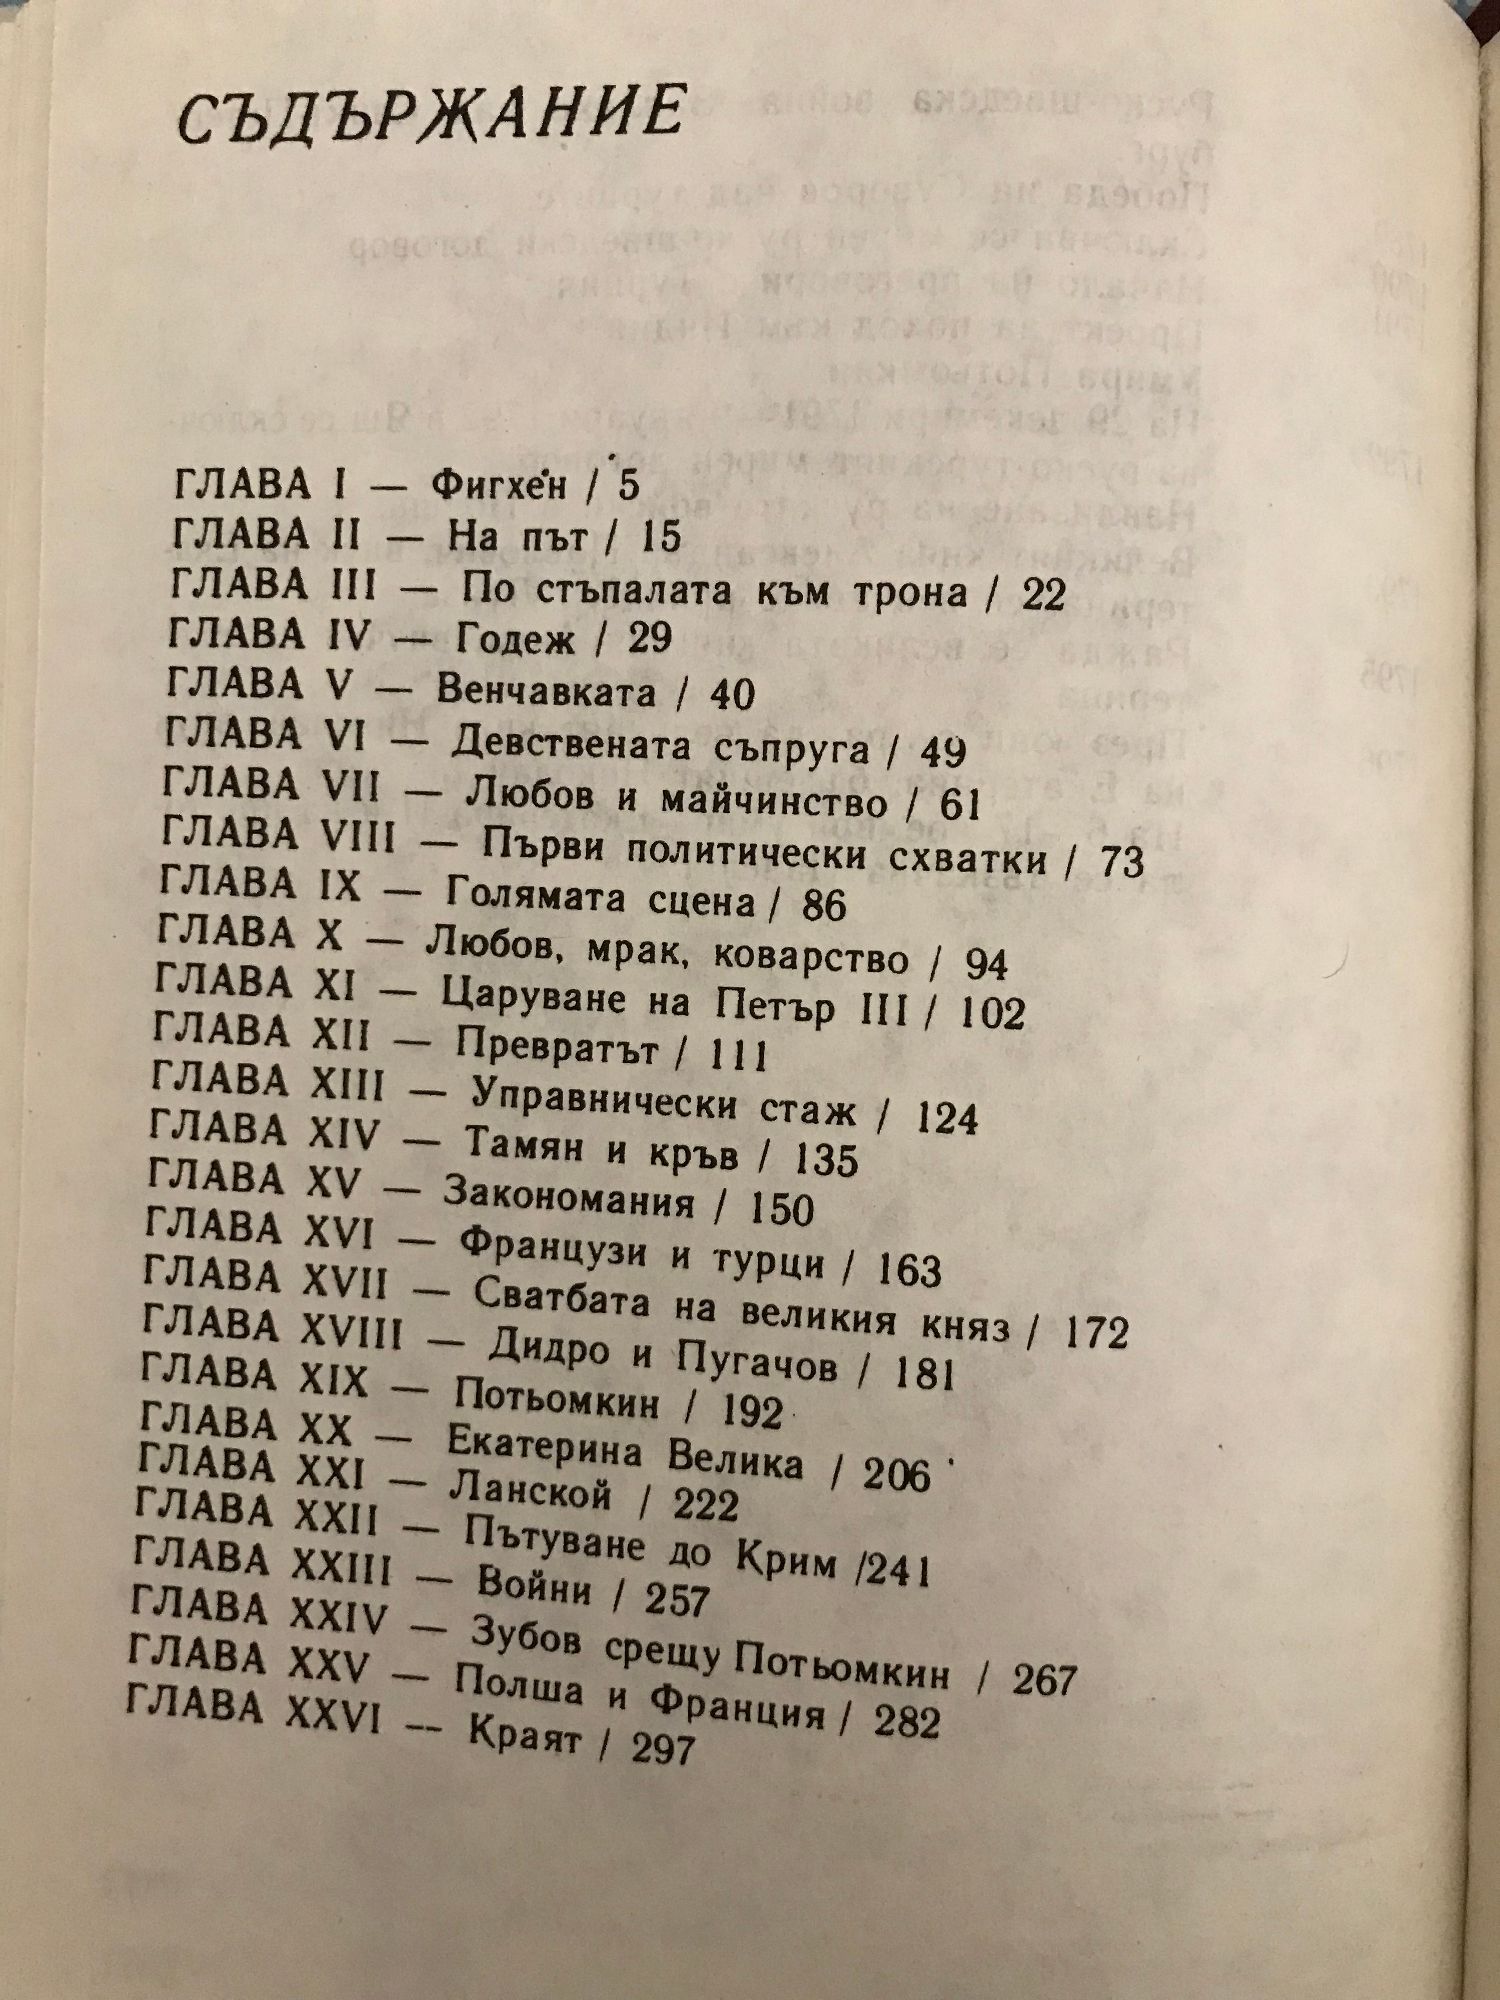 СЪДЪРЖАНИЕ
ГЛАВА I — Фигхен / 5
ГЛАВА II — На път / 15
ГЛАВА III — По стъпалата към трона / 22
ГЛАВА IV — Годеж / 29
ГЛАВА V — Венчавката / 40
ГЛАВА VI — Девствената съпруга / 49
ГЛАВА VII — Любов и майчинство / 61
ГЛАВА VIII — Първи политически схватки / 73
ГЛАВА IX — Голямата сцена / 86
ГЛАВА X — Любов, мрак, коварство / 94
ГЛАВА XI — Царуване на Петър III / 102
ГЛАВА XII — Превратът / 111
ГЛАВА XIII — Управнически стаж / 124
ГЛАВА XIV — Тамян и кръв / 135
ГЛАВА XV — Закономания / 150
ГЛАВА XVI — Французи и турци / 163
ГЛАВА XVII — Сватбата на великия княз / 172
ГЛАВА XVIII — Дидро и Пугачов / 181
ГЛАВА XIX — Потьомкин / 192
ГЛАВА XX — Екатерина Велика / 206
ГЛАВА XXI — Ланской / 222
ГЛАВА XXII — Пътуване до Крим /241
ГЛАВА XXIII — Войни / 257
ГЛАВА XXIV — Зубов срещу Потьомкин / 267
ГЛАВА XXV — Полша и Франция / 282
ГЛАВА XXVI -- Краят / 297